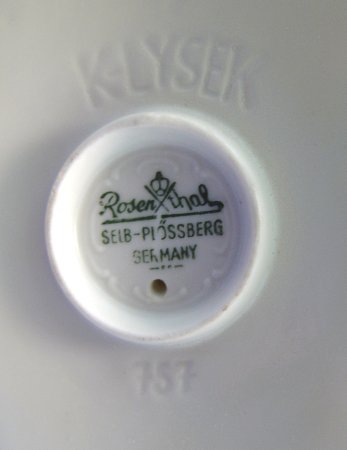 K-LYSEK
Rosenthal
SELB-PLÖSSBERG
GERMANY
757